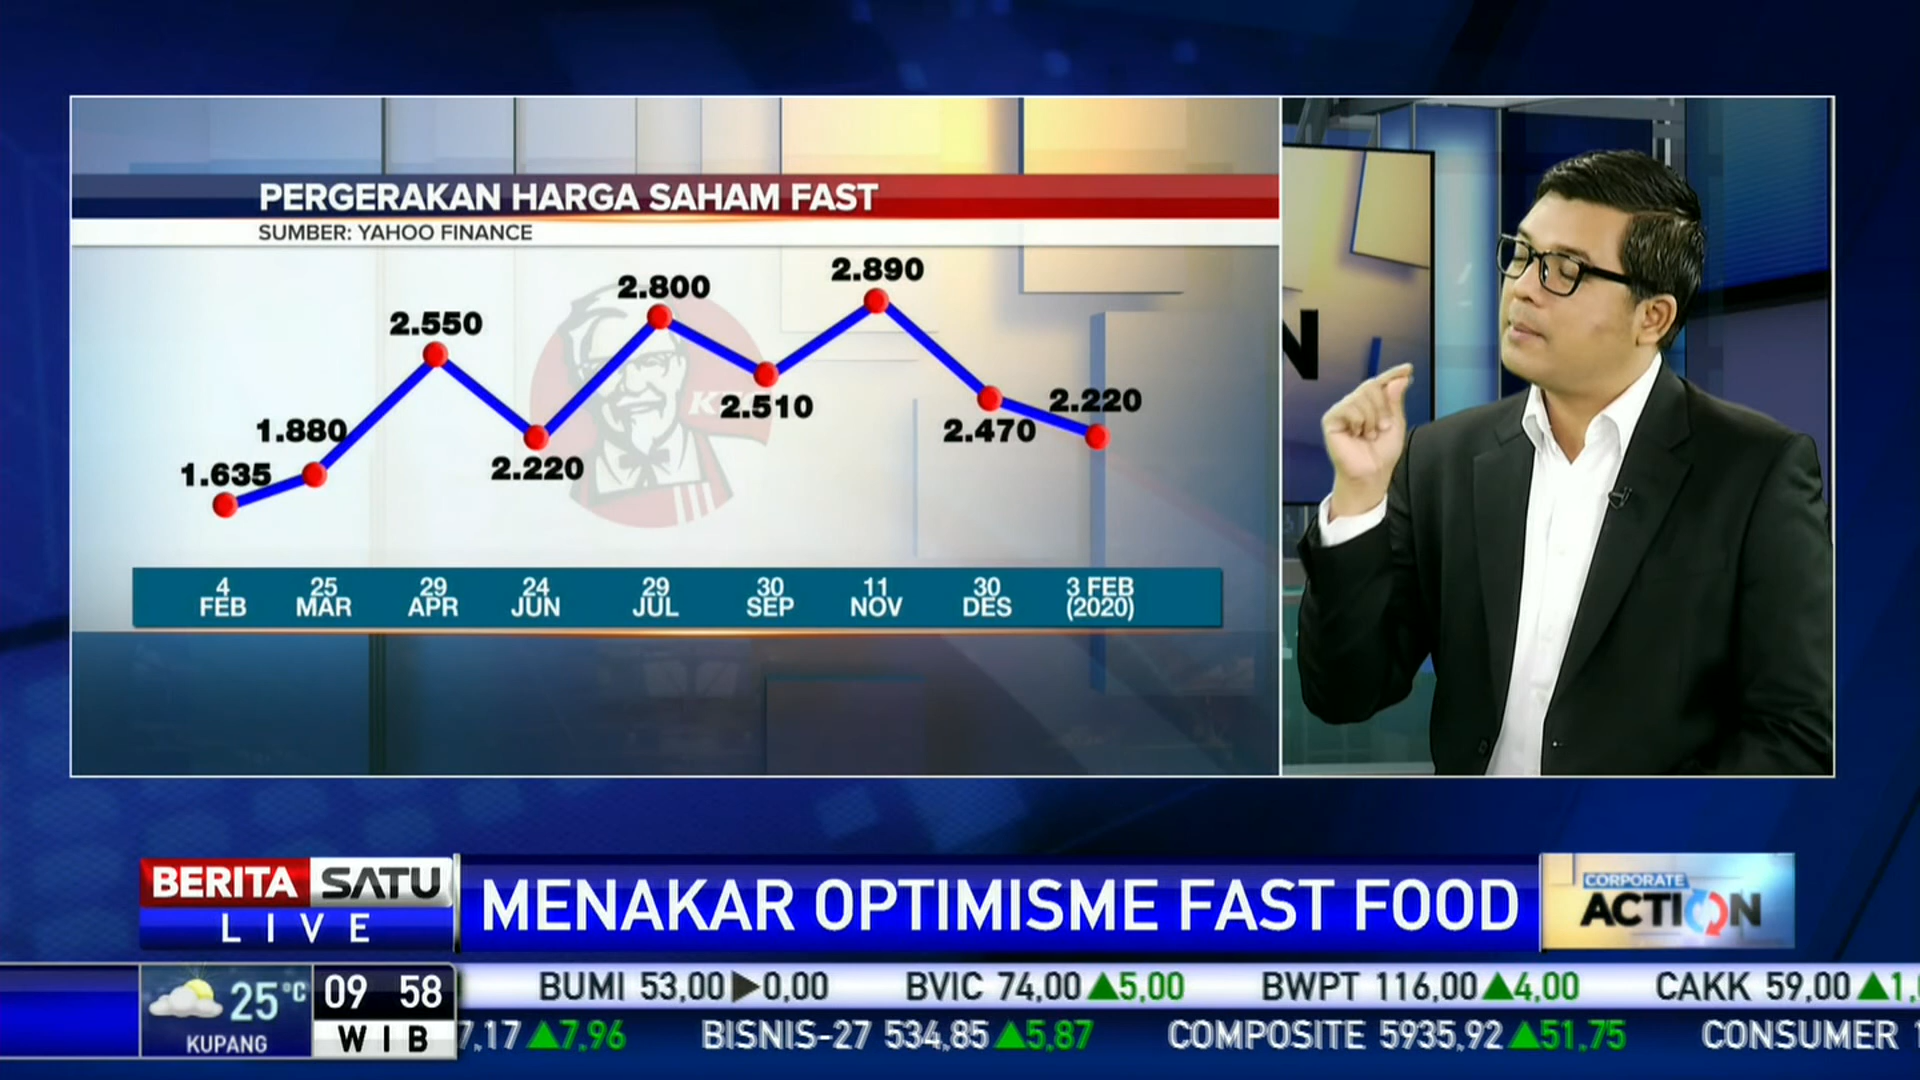 PERGERAKAN HARGA SAHAM FAST
SUMBER: YAHOO FINANCE
2.890
2.800
2.550
2.220
1.880
2.510
2.470
1.635
2.220
4 FEB
25 MAR
29 APR
24 JUN
29 JUL
30 SEP
11 NOV
30 DES
3 FEB (2020)
N
BERITA SATU
LIVE
MENAKAR OPTIMISME FAST FOOD
CORPORATE
ACTION
25°C
KUPANG
09 58
WIB
BUMI 53,00▶0,00 BVIC 74,00▲5,00 BWPT 116,00▲4,00 CAKK 59,00▲1,
7,17▲7,96 BISNIS-27 534,85▲5,87 COMPOSITE 5935,92▲51,75 CONSUMER